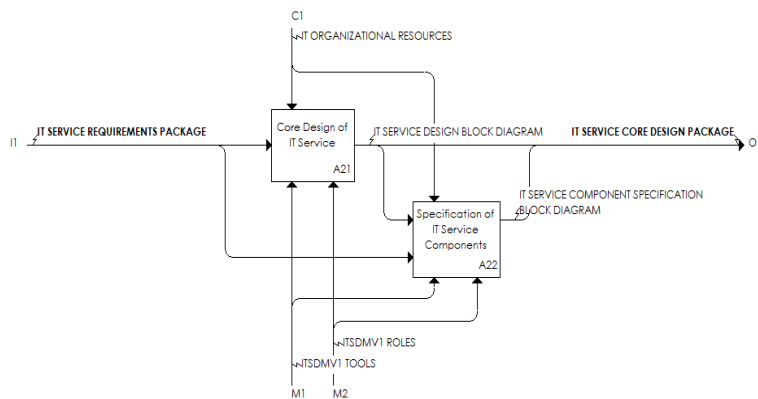 C1
IT ORGANIZATIONAL RESOURCES
IT SERVICE REQUIREMENTS PACKAGE
I1
Core Design of
IT Service
A21
IT SERVICE DESIGN BLOCK DIAGRAM
IT SERVICE CORE DESIGN PACKAGE
O
IT SERVICE COMPONENT SPECIFICATION
BLOCK DIAGRAM
Specification of
IT Service
Components
A22
ITSDMV1 ROLES
ITSDMV1 TOOLS
M1
M2